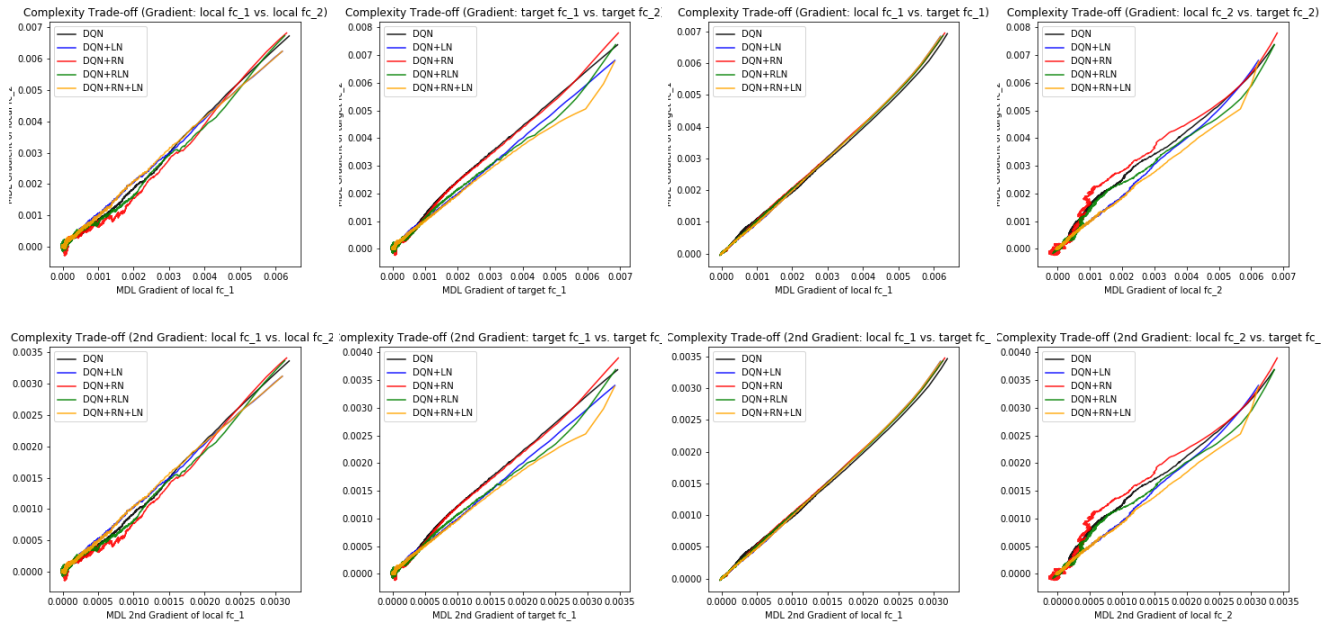 Complexity Trade-off (Gradient: local fc_1 vs. local fc_2)
0.007
0.006
0.005
0.004
0.003
0.002
0.001
0.000
MDL Gradient of local fc_2
DQN
DQN+LN
DQN+RN
DQN+RLN
DQN+RN+LN
0.000 0.001 0.002 0.003 0.004 0.005 0.006
MDL Gradient of local fc_1
Complexity Trade-off (Gradient: target fc_1 vs. target fc_2)
0.008
0.007
0.006
0.005
0.004
0.003
0.002
0.001
0.000
MDL Gradient of target fc_2
DQN
DQN+LN
DQN+RN
DQN+RLN
DQN+RN+LN
0.000 0.001 0.002 0.003 0.004 0.005 0.006 0.007
MDL Gradient of target fc_1
Complexity Trade-off (Gradient: local fc_1 vs. target fc_1)
0.007
0.006
0.005
0.004
0.003
0.002
0.001
0.000
MDL Gradient of target fc_1
DQN
DQN+LN
DQN+RN
DQN+RLN
DQN+RN+LN
0.000 0.001 0.002 0.003 0.004 0.005 0.006
MDL Gradient of local fc_1
Complexity Trade-off (Gradient: local fc_2 vs. target fc_2)
0.008
0.007
0.006
0.005
0.004
0.003
0.002
0.001
0.000
MDL Gradient of target fc_2
DQN
DQN+LN
DQN+RN
DQN+RLN
DQN+RN+LN
0.000 0.001 0.002 0.003 0.004 0.005 0.006 0.007
MDL Gradient of local fc_2
Complexity Trade-off (2nd Gradient: local fc_1 vs. local fc_2
0.0035
0.0030
0.0025
0.0020
0.0015
0.0010
0.0005
0.0000
DQN
DQN+LN
DQN+RN
DQN+RLN
DQN+RN+LN
0.0000 0.0005 0.0010 0.0015 0.0020 0.0025 0.0030
MDL 2nd Gradient of local fc_1
Complexity Trade-off (2nd Gradient: target fc_1 vs. target fc_
0.0040
0.0035
0.0030
0.0025
0.0020
0.0015
0.0010
0.0005
0.0000
DQN
DQN+LN
DQN+RN
DQN+RLN
DQN+RN+LN
0.0000 0.0005 0.0010 0.0015 0.0020 0.0025 0.0030 0.0035
MDL 2nd Gradient of target fc_1
Complexity Trade-off (2nd Gradient: local fc_1 vs. target fc_
0.0035
0.0030
0.0025
0.0020
0.0015
0.0010
0.0005
0.0000
DQN
DQN+LN
DQN+RN
DQN+RLN
DQN+RN+LN
0.0000 0.0005 0.0010 0.0015 0.0020 0.0025 0.0030
MDL 2nd Gradient of local fc_1
Complexity Trade-off (2nd Gradient: local fc_2 vs. target fc_
0.0040
0.0035
0.0030
0.0025
0.0020
0.0015
0.0010
0.0005
0.0000
DQN
DQN+LN
DQN+RN
DQN+RLN
DQN+RN+LN
0.0000 0.0005 0.0010 0.0015 0.0020 0.0025 0.0030 0.0035
MDL 2nd Gradient of local fc_2